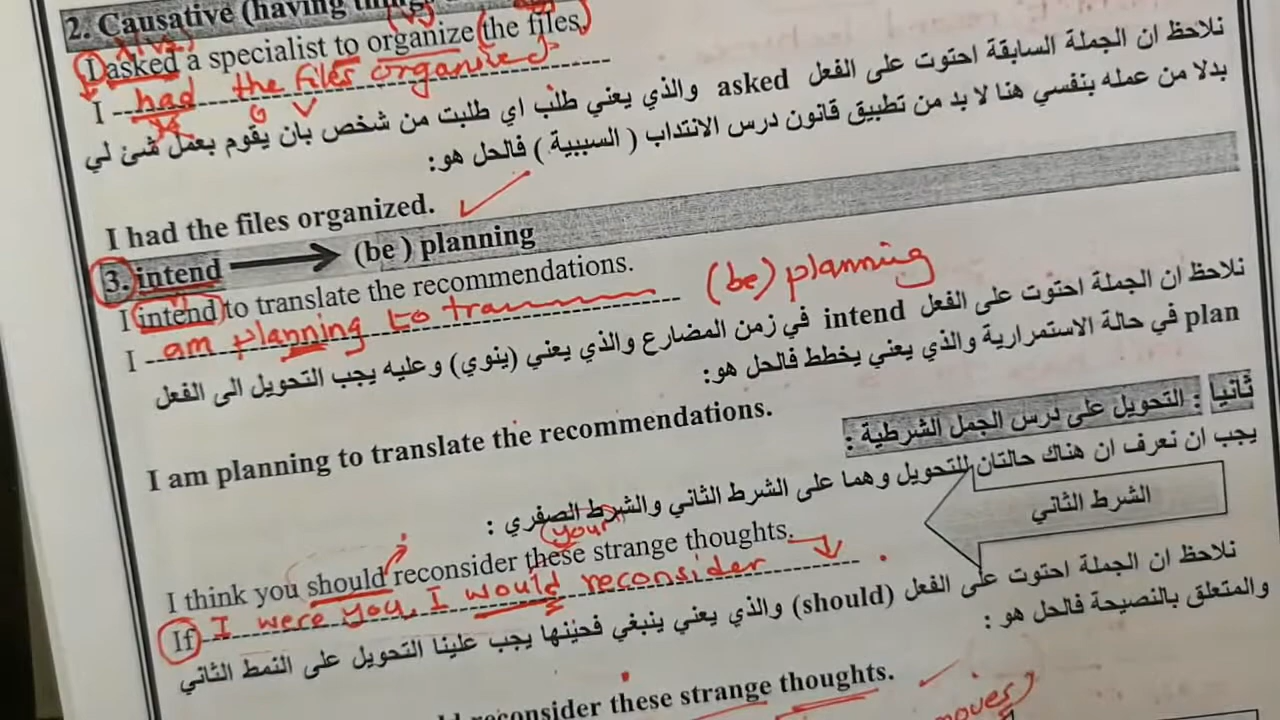 2. Causative (having
I asked a specialist to organize (the files)
I had the files organized
نلاحظ ان الجملة السابقة احتوت على الفعل asked والذي يعني طلب اي طلبت من شخص بان يقوم بعمل شئ لي
بدلا من عمله بنفسي هنا لا بد من تطبيق قانون درس الانتداب ( السببية ) فالحل هو:
I had the files organized.
3. intend (be ) planning
I intend to translate the recommendations.
(be) planning
I am planning to
نلاحظ ان الجملة احتوت على الفعل intend في زمن المضارع والذي يعني (ينوي) وعليه يجب التحويل الى الفعل
plan في حالة الاستمرارية والذي يعني يخطط فالحل هو:
I am planning to translate the recommendations.
ثانيا : التحويل على درس الجمل الشرطية :
يجب ان نعرف ان هناك حالتان للتحويل وهما على الشرط الثاني والشرط الصفري :
الشرط الثاني
(your)
I think you should reconsider these strange thoughts.
If I were you, I would reconsider
نلاحظ ان الجملة احتوت على الفعل (should) والذي يعني ينبغي فحينها يجب علينا التحويل على النمط الثاني
والمتعلق بالنصيحة فالحل هو :
reconsider these strange thoughts.